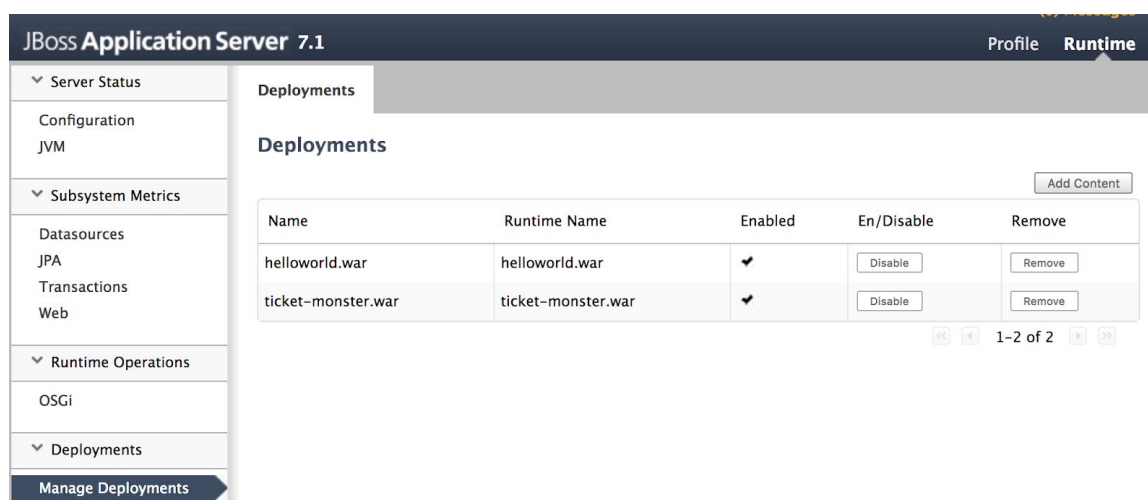 JBoss Application Server 7.1
Profile Runtime
Server Status
Configuration
JVM
Subsystem Metrics
Datasources
JPA
Transactions
Web
Runtime Operations
OSGi
Deployments
Manage Deployments
Deployments
Deployments
Add Content
Name Runtime Name Enabled En/Disable Remove
helloworld.war helloworld.war Disable Remove
ticket-monster.war ticket-monster.war Disable Remove
1-2 of 2